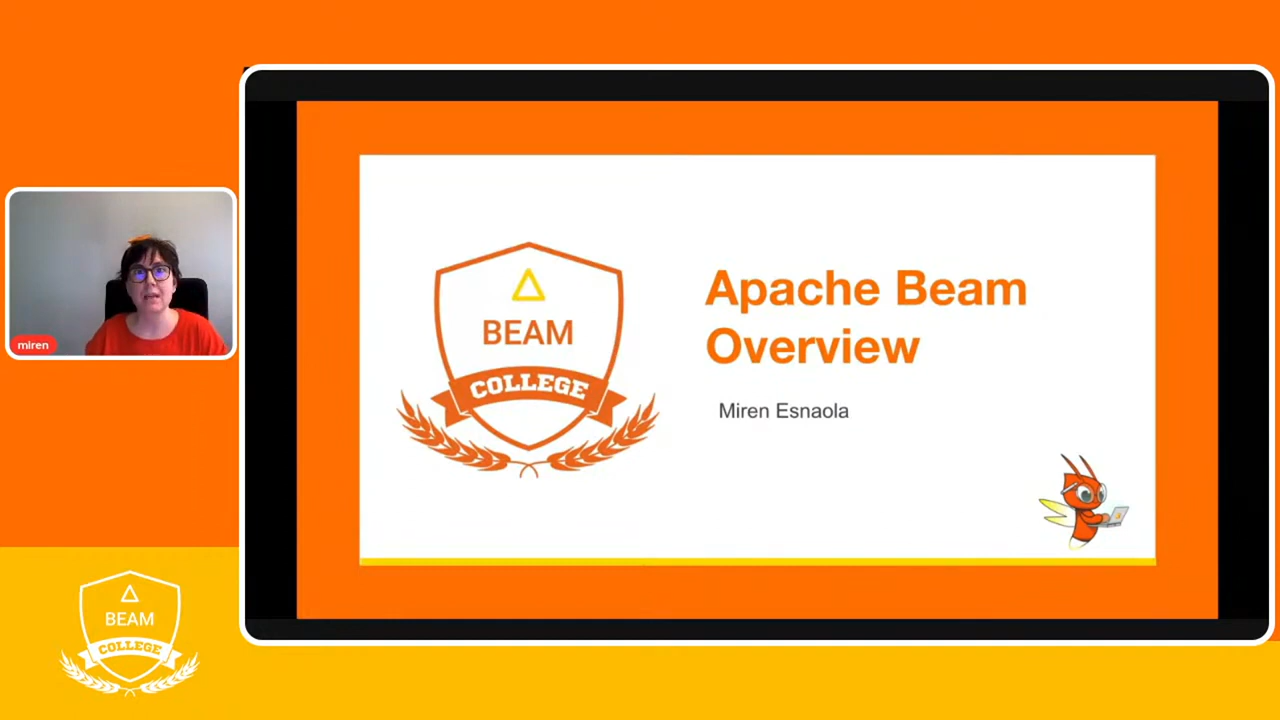 miren
BEAM
COLLEGE
Apache Beam
Overview
Miren Esnaola
BEAM
COLLEGE